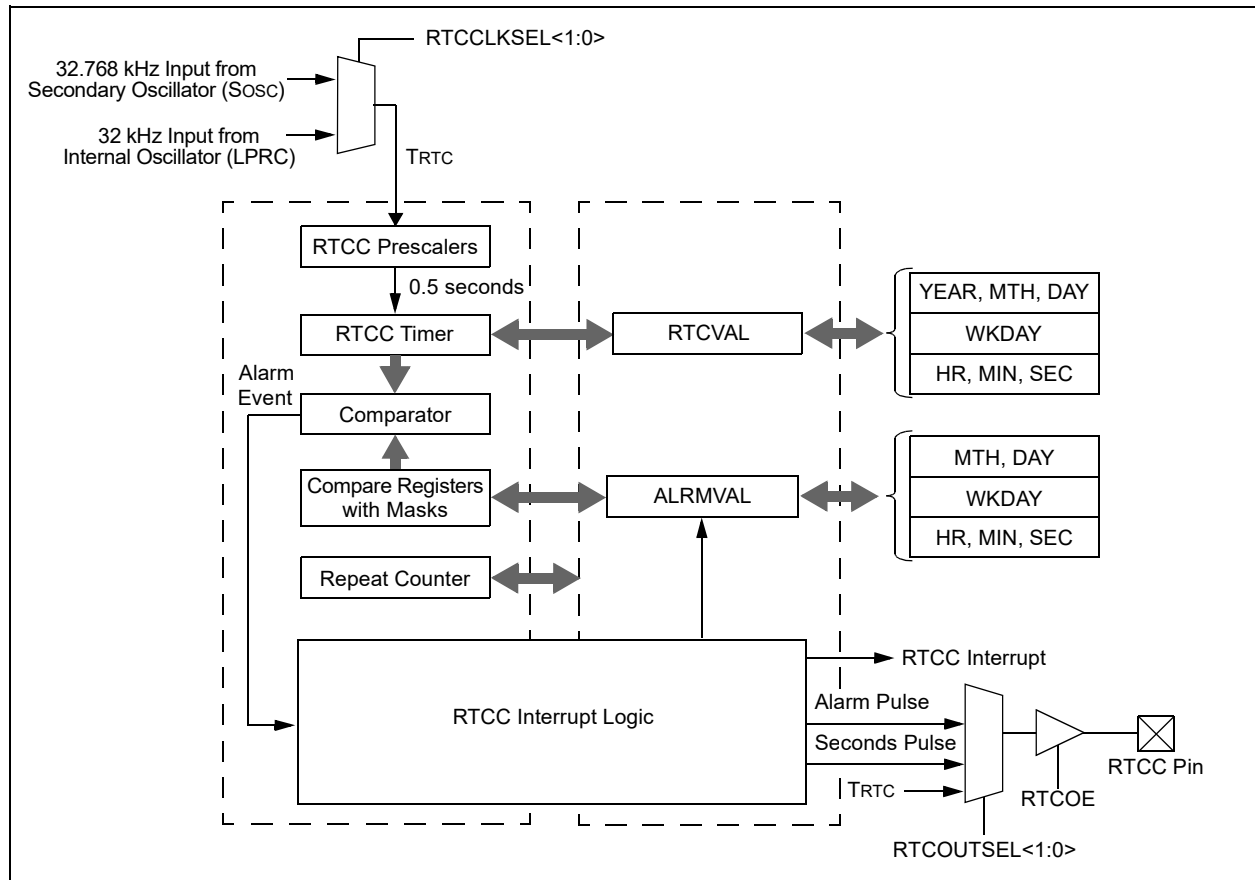 RTCCLKSEL<1:0>
32.768 kHz Input from
Secondary Oscillator (SOSC)
32 kHz Input from
Internal Oscillator (LPRC)
TRTC
RTCC Prescalers
0.5 seconds
RTCC Timer
RTCVAL
YEAR, MTH, DAY
WKDAY
HR, MIN, SEC
Alarm
Event
Comparator
Compare Registers
with Masks
ALRMVAL
MTH, DAY
WKDAY
HR, MIN, SEC
Repeat Counter
RTCC Interrupt Logic
RTCC Interrupt
Alarm Pulse
Seconds Pulse
TRTC
RTCC Pin
RTCOE
RTCOUTSEL<1:0>